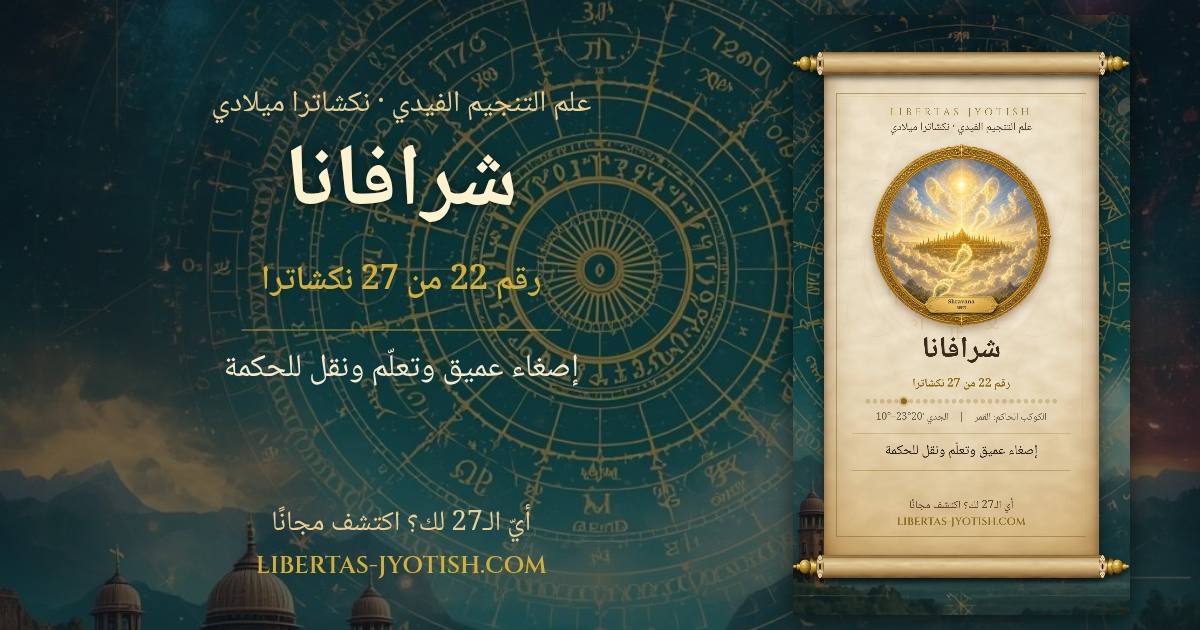 علم التنجيم الفيدي · نكشاترا ميلادي
شرافانا
رقم 22 من 27 نكشاترا
إصغاء عميق وتعلّم ونقل للحكمة
أيّ الـ27 لك؟ اكتشف مجانًا
LIBERTAS-JYOTISH.COM
LIBERTAS JYOTISH
علم التنجيم الفيدي · نكشاترا ميلادي
Shravana
श्रवण
شرافانا
رقم 22 من 27 نكشاترا
الكوكب الحاكم: القمر | الجدي 10°–23°20'
إصغاء عميق وتعلّم ونقل للحكمة
أي الـ27 لك؟ اكتشف مجانًا
LIBERTAS-JYOTISH.COM